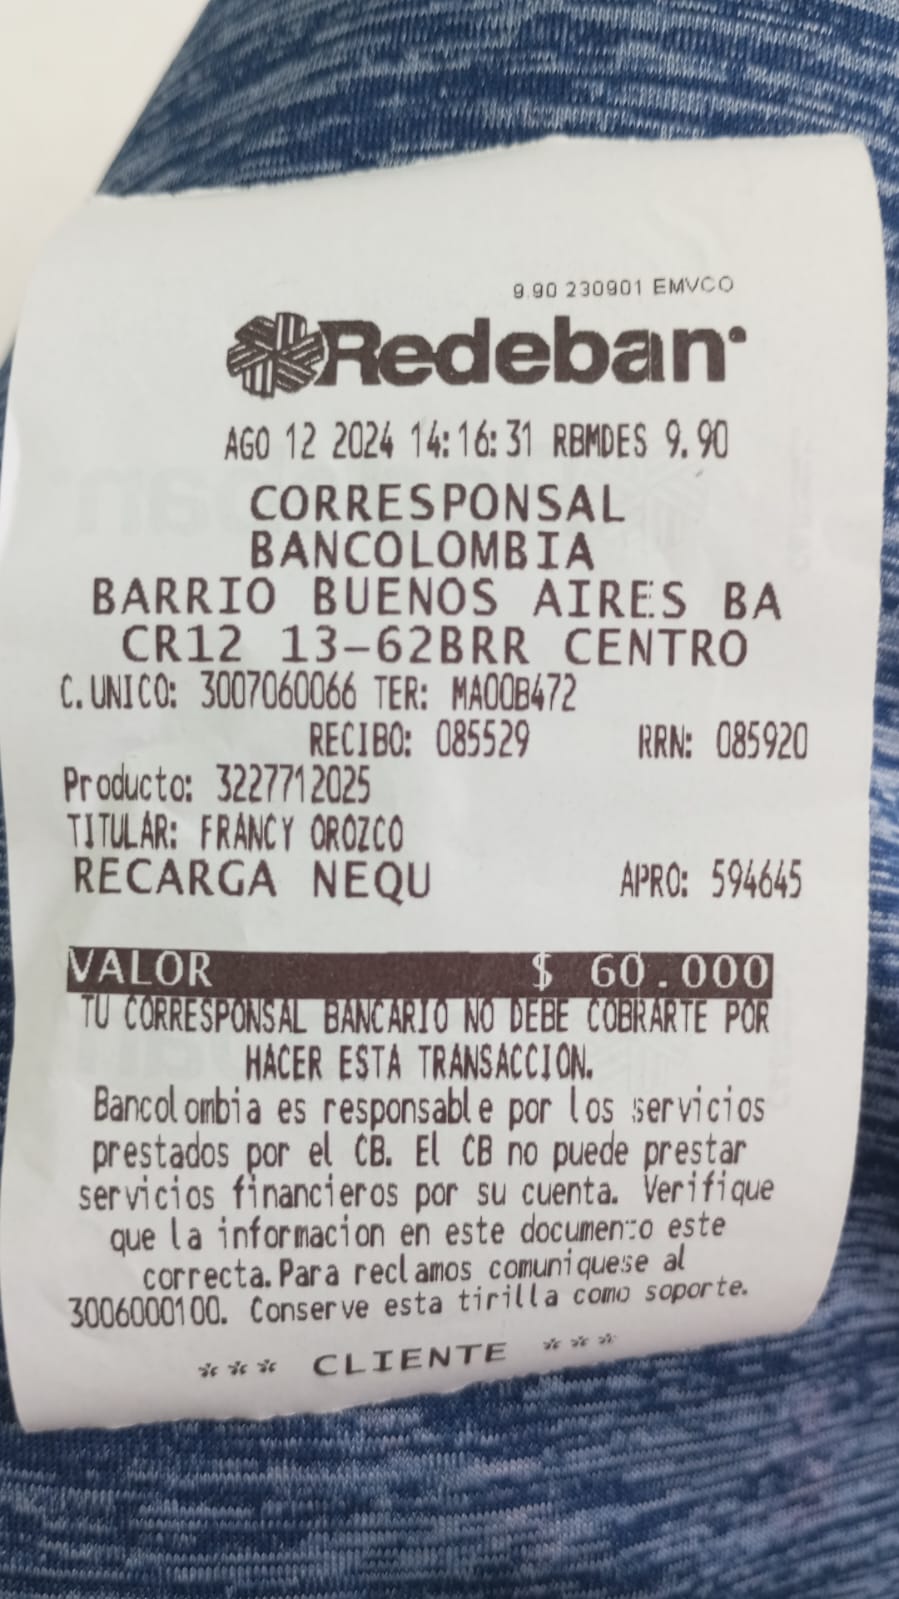 9.90 230901 EMVCO
Redeban
AGO 12 2024 14:16:31 RBMDES 9.90
CORRESPONSAL
BANCOLOMBIA
BARRIO BUENOS AIRES BA
CR12 13-62BRR CENTRO
C.UNICO: 3007060066 TER: MA00B472
RECIBO: 085529 RRN: 085920
Producto: 3227712025
TITULAR: FRANCY OROZCO
RECARGA NEQU APRO: 594645
VALOR $ 60.000
TU CORRESPONSAL BANCARIO NO DEBE COBRARTE POR
HACER ESTA TRANSACCION.
Bancolombia es responsable por los servicios
prestados por el CB. El CB no puede prestar
servicios financieros por su cuenta. Verifique
que la informacion en este documento este
correcta. Para reclamos comuniquese al
3006000100. Conserve esta tirilla como soporte.
*** CLIENTE ***